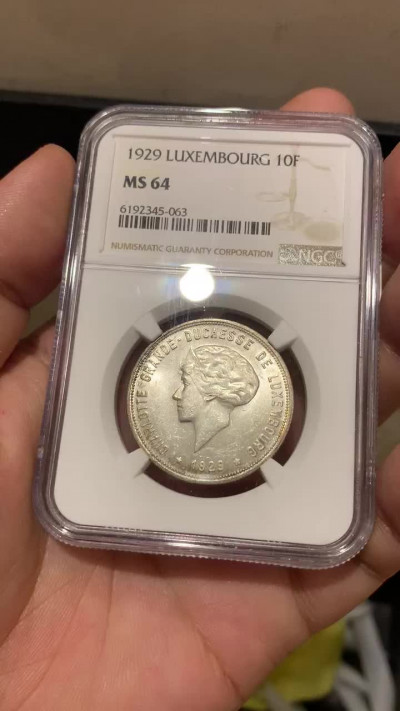 1929 LUXEMBOURG 10F
MS 64
6192345-063
NUMISMATIC GUARANTY CORPORATION
NGC
CHARLOTTE GRANDE-DUCHESSE DE LUXEMBOURG
1929